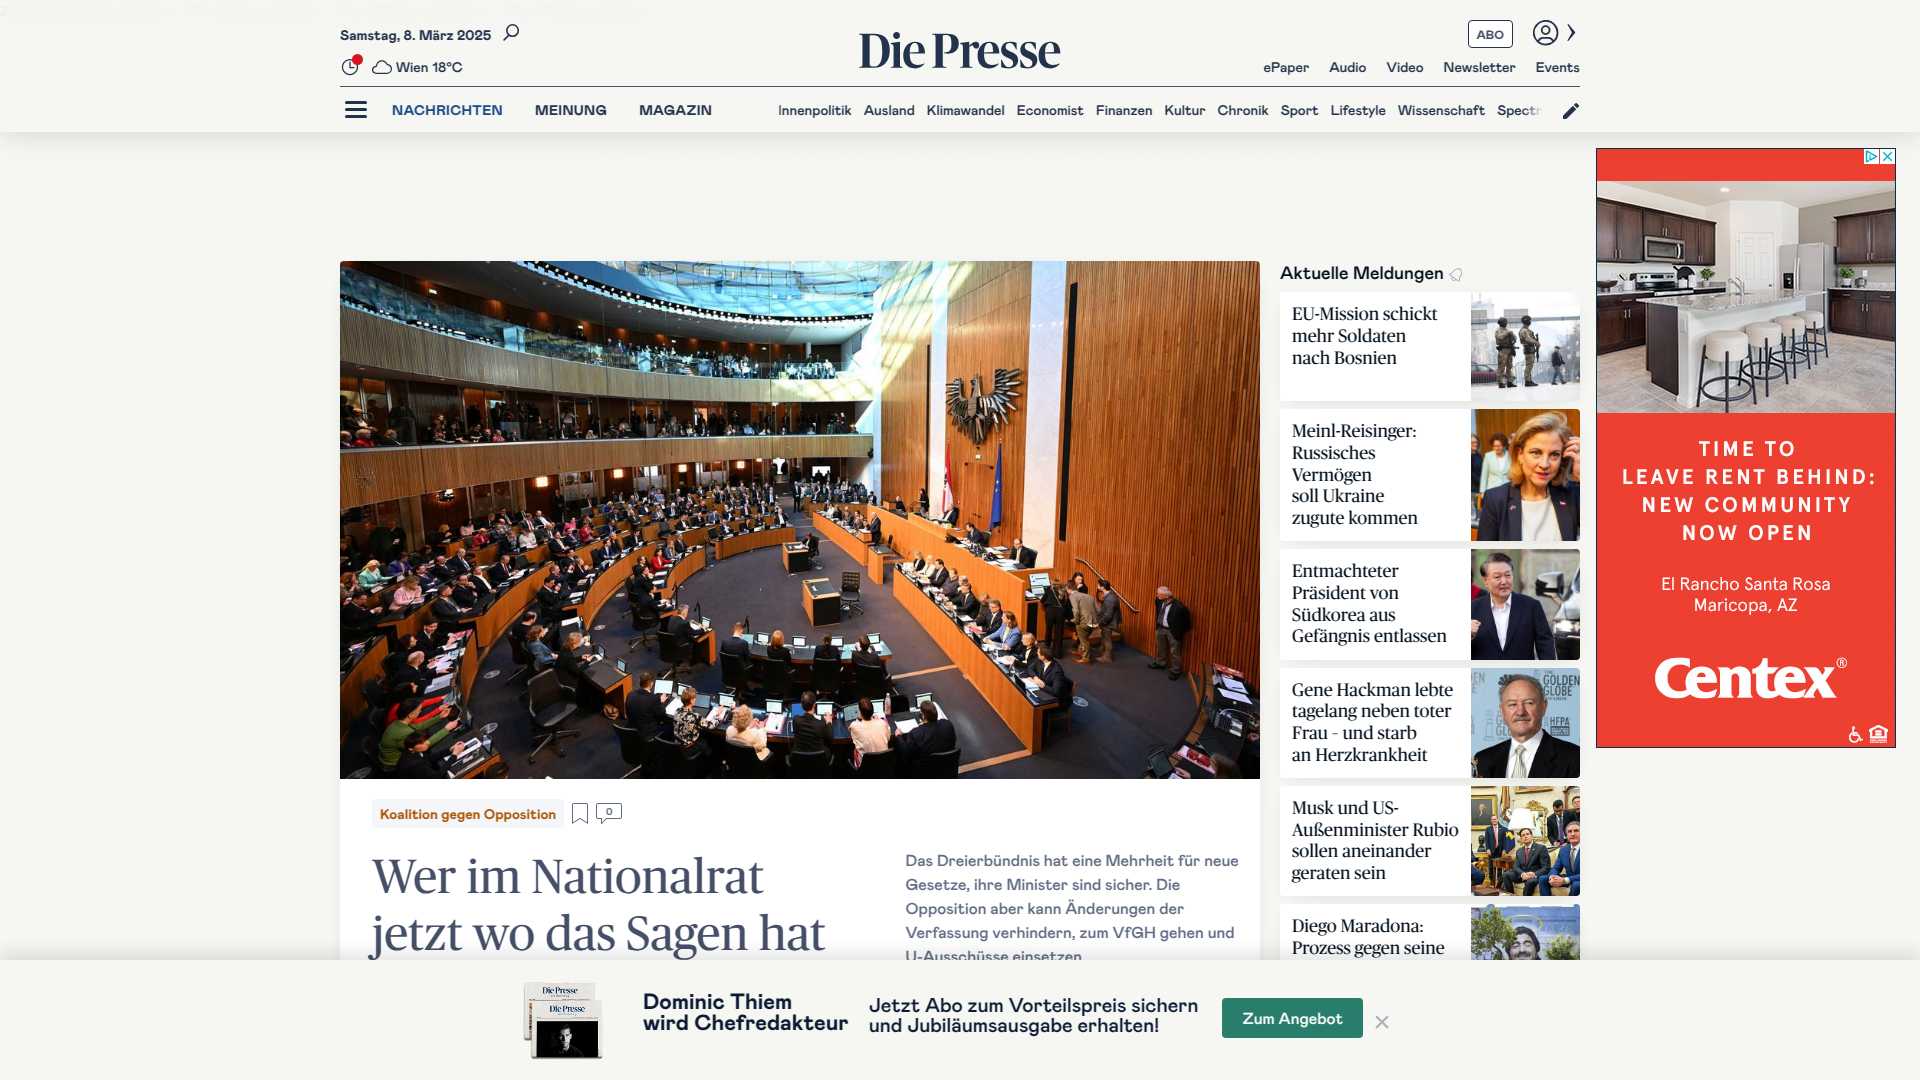 Samstag, 8. März 2025
Wien 18°C
Die Presse
ABO
ePaper Audio Video Newsletter Events
NACHRICHTEN MEINUNG MAGAZIN
Innenpolitik Ausland Klimawandel Economist Finanzen Kultur Chronik Sport Lifestyle Wissenschaft Spectr
Koalition gegen Opposition
0
Wer im Nationalrat
jetzt wo das Sagen hat
Das Dreierbündnis hat eine Mehrheit für neue
Gesetze, ihre Minister sind sicher. Die
Opposition aber kann Änderungen der
Verfassung verhindern, zum VfGH gehen und
U-Ausschüsse einsetzen
Aktuelle Meldungen
EU-Mission schickt
mehr Soldaten
nach Bosnien
Meinl-Reisinger:
Russisches
Vermögen
soll Ukraine
zugute kommen
Entmachteter
Präsident von
Südkorea aus
Gefängnis entlassen
Gene Hackman lebte
tagelang neben toter
Frau – und starb
an Herzkrankheit
GOLDEN
GLOBE
HFPA
Musk und US-
Außenminister Rubio
sollen aneinander
geraten sein
Diego Maradona:
Prozess gegen seine
TIME TO
LEAVE RENT BEHIND:
NEW COMMUNITY
NOW OPEN
El Rancho Santa Rosa
Maricopa, AZ
Centex®
Die Presse
Die Presse
Dominic Thiem
wird Chefredakteur
Jetzt Abo zum Vorteilspreis sichern
und Jubiläumsausgabe erhalten!
Zum Angebot